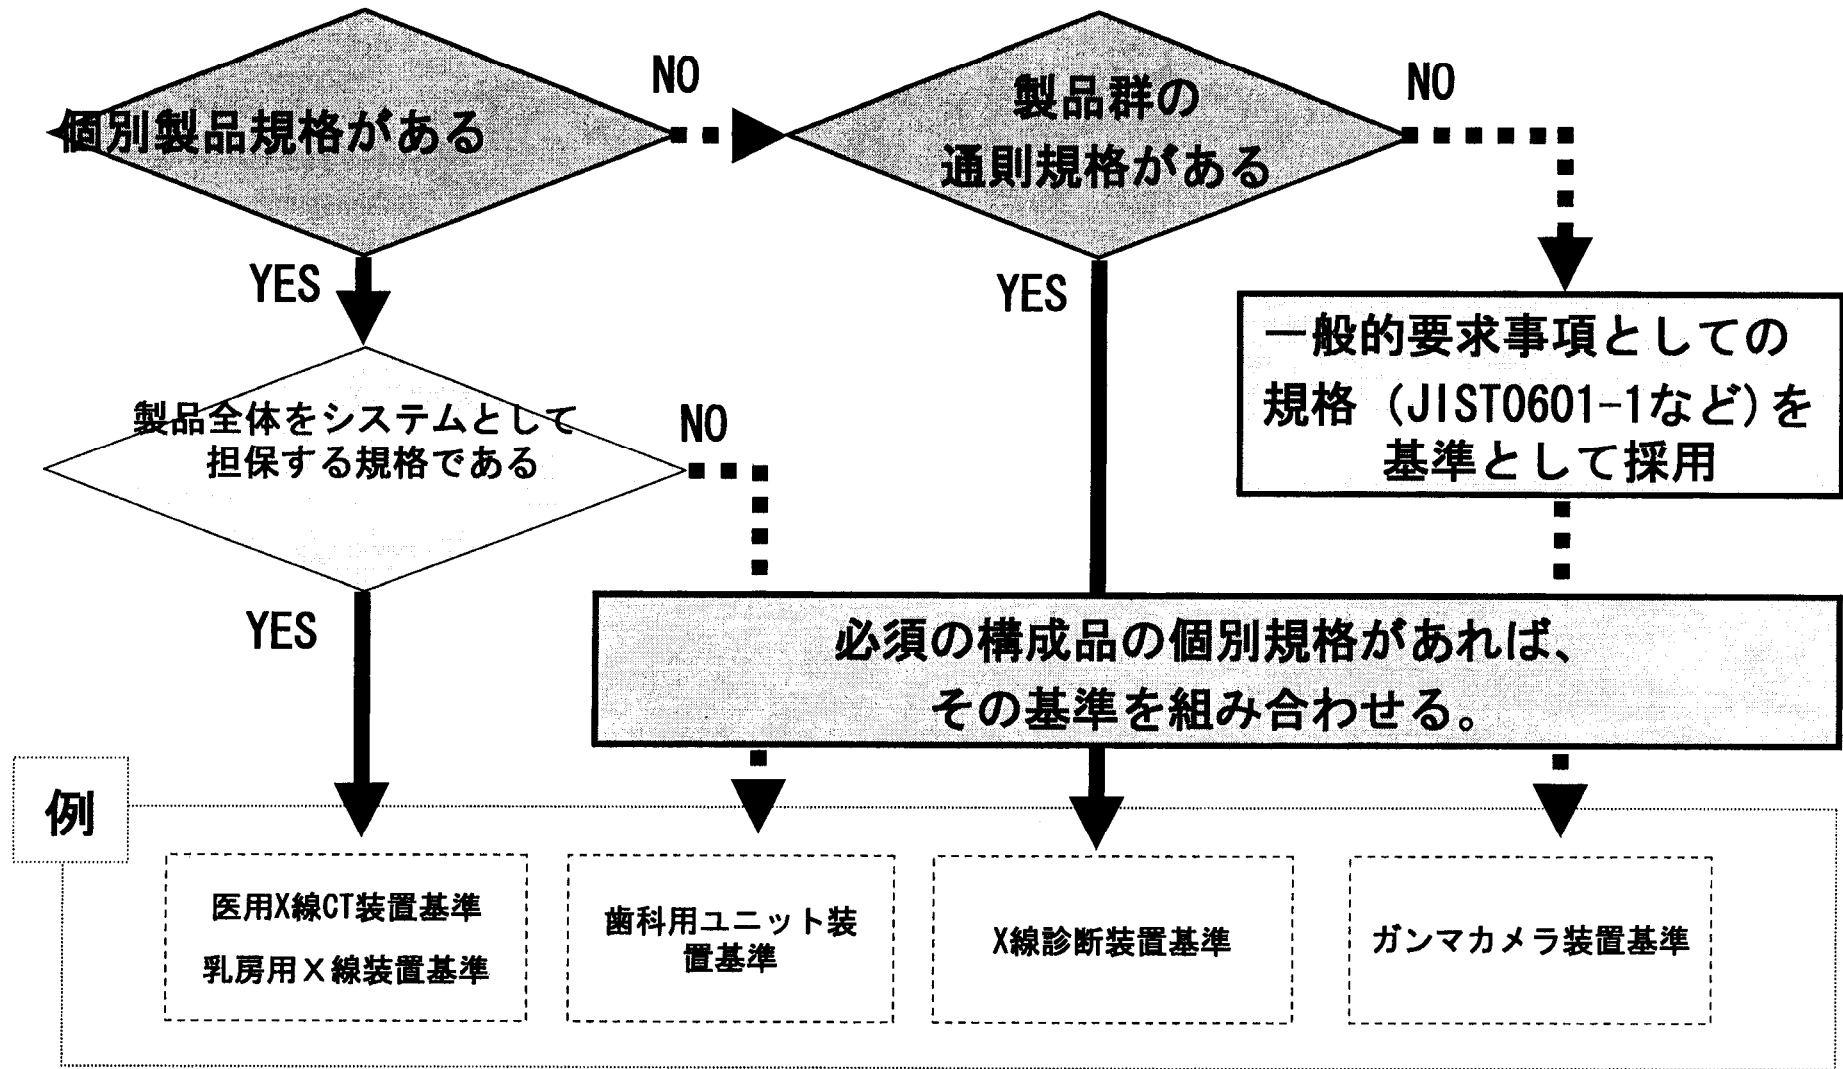 個別製品規格がある
NO
製品群の
通則規格がある
NO
YES
YES
一般的要求事項としての
規格（JIST0601-1など）を
基準として採用
製品全体をシステムとして
担保する規格である
NO
YES
必須の構成品の個別規格があれば、
その基準を組み合わせる。
例
医用X線CT装置基準
乳房用X線装置基準
歯科用ユニット装
置基準
X線診断装置基準
ガンマカメラ装置基準